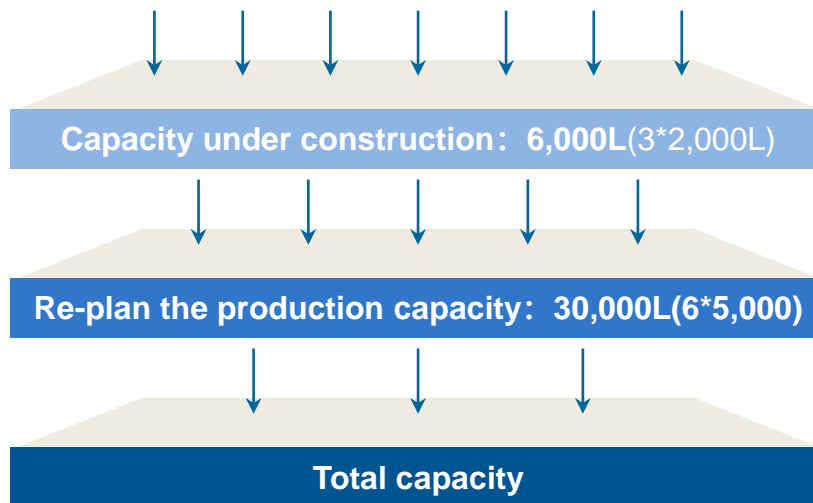 Capacity under construction：6,000L(3*2,000L)
Re-plan the production capacity：30,000L(6*5,000)
Total capacity